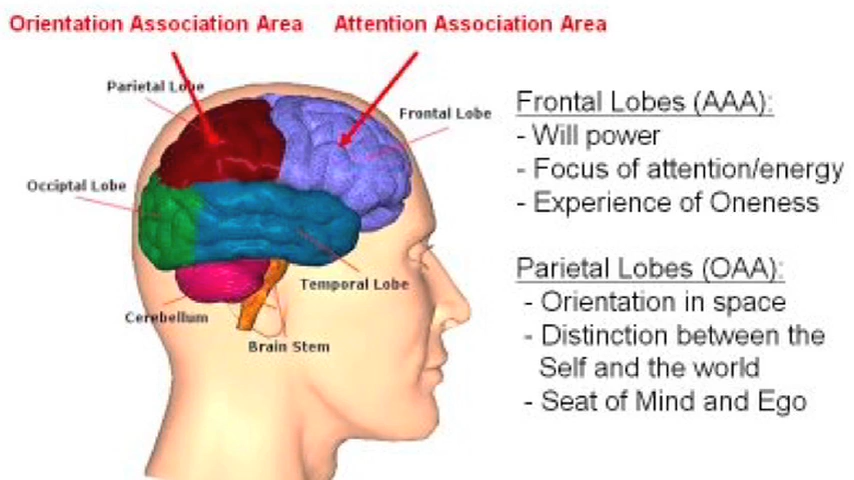 Orientation Association Area
Attention Association Area
Parietal Lobe
Frontal Lobe
Occiptal Lobe
Temporal Lobe
Cerebellum
Brain Stem
Frontal Lobes (AAA):
- Will power
- Focus of attention/energy
- Experience of Oneness
Parietal Lobes (OAA):
- Orientation in space
- Distinction between the
Self and the world
- Seat of Mind and Ego